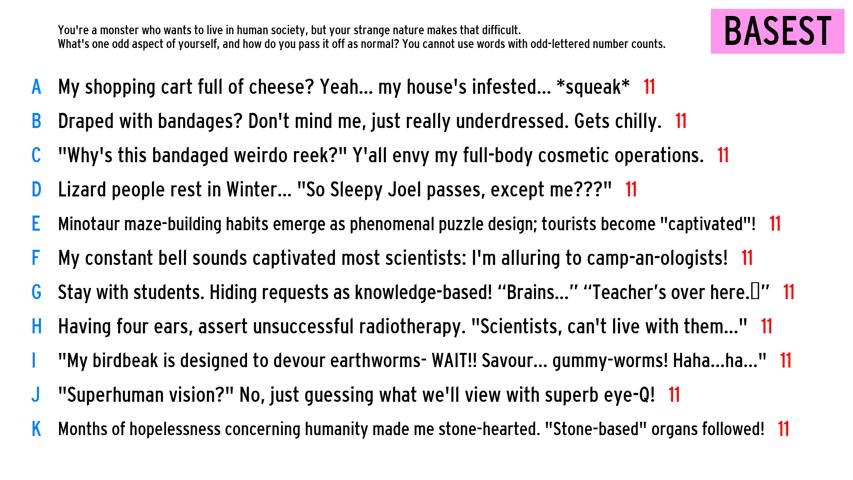 You're a monster who wants to live in human society, but your strange nature makes that difficult.
What's one odd aspect of yourself, and how do you pass it off as normal? You cannot use words with odd-lettered number counts.
BASEST
A My shopping cart full of cheese? Yeah... my house's infested... *squeak* 11
B Draped with bandages? Don't mind me, just really underdressed. Gets chilly. 11
C "Why's this bandaged weirdo reek?" Y'all envy my full-body cosmetic operations. 11
D Lizard people rest in Winter... "So Sleepy Joel passes, except me???" 11
E Minotaur maze-building habits emerge as phenomenal puzzle design; tourists become "captivated"! 11
F My constant bell sounds captivated most scientists: I'm alluring to camp-an-ologists! 11
G Stay with students. Hiding requests as knowledge-based! “Brains...” “Teacher’s over here.▯” 11
H Having four ears, assert unsuccessful radiotherapy. "Scientists, can't live with them..." 11
I "My birdbeak is designed to devour earthworms- WAIT!! Savour... gummy-worms! Haha...ha..." 11
J "Superhuman vision?" No, just guessing what we'll view with superb eye-Q! 11
K Months of hopelessness concerning humanity made me stone-hearted. "Stone-based" organs followed! 11